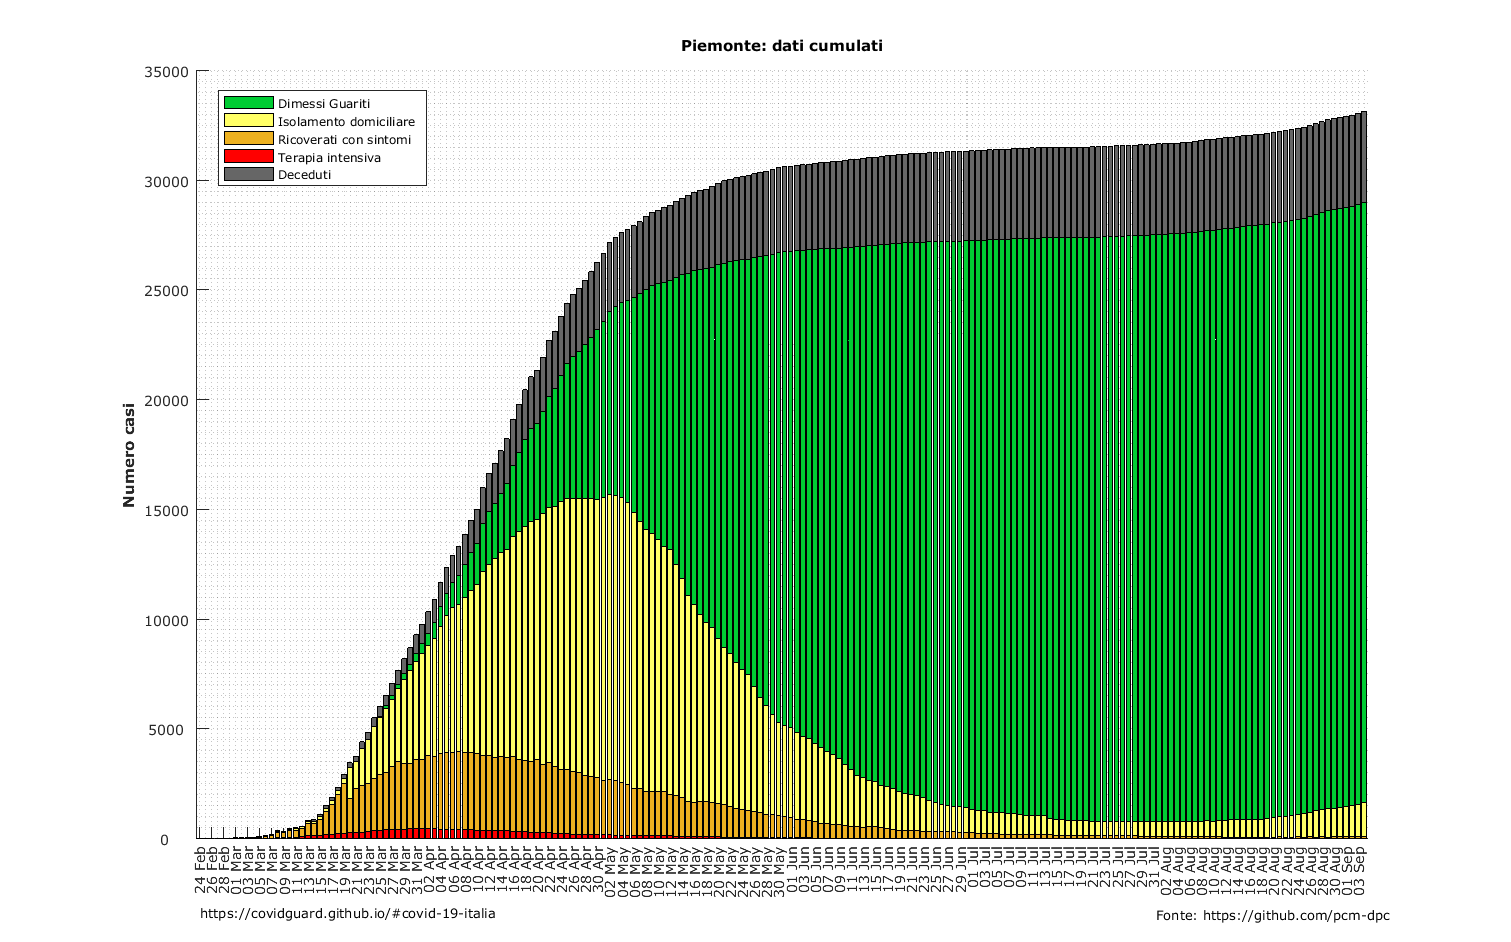 Piemonte: dati cumulati
35000
30000
25000
20000
15000
10000
5000
0
Numero casi
Dimessi Guariti
Isolamento domiciliare
Ricoverati con sintomi
Terapia intensiva
Deceduti
24 Feb
26 Feb
28 Feb
01 Mar
03 Mar
05 Mar
07 Mar
09 Mar
11 Mar
13 Mar
15 Mar
17 Mar
19 Mar
21 Mar
23 Mar
25 Mar
27 Mar
29 Mar
31 Mar
02 Apr
04 Apr
06 Apr
08 Apr
10 Apr
12 Apr
14 Apr
16 Apr
18 Apr
20 Apr
22 Apr
24 Apr
26 Apr
28 Apr
30 Apr
02 May
04 May
06 May
08 May
10 May
12 May
14 May
16 May
18 May
20 May
22 May
24 May
26 May
28 May
30 May
01 Jun
03 Jun
05 Jun
07 Jun
09 Jun
11 Jun
13 Jun
15 Jun
17 Jun
19 Jun
21 Jun
23 Jun
25 Jun
27 Jun
29 Jun
01 Jul
03 Jul
05 Jul
07 Jul
09 Jul
11 Jul
13 Jul
15 Jul
17 Jul
19 Jul
21 Jul
23 Jul
25 Jul
27 Jul
29 Jul
31 Jul
02 Aug
04 Aug
06 Aug
08 Aug
10 Aug
12 Aug
14 Aug
16 Aug
18 Aug
20 Aug
22 Aug
24 Aug
26 Aug
28 Aug
30 Aug
01 Sep
03 Sep
https://covidguard.github.io/#covid-19-italia
Fonte: https://github.com/pcm-dpc